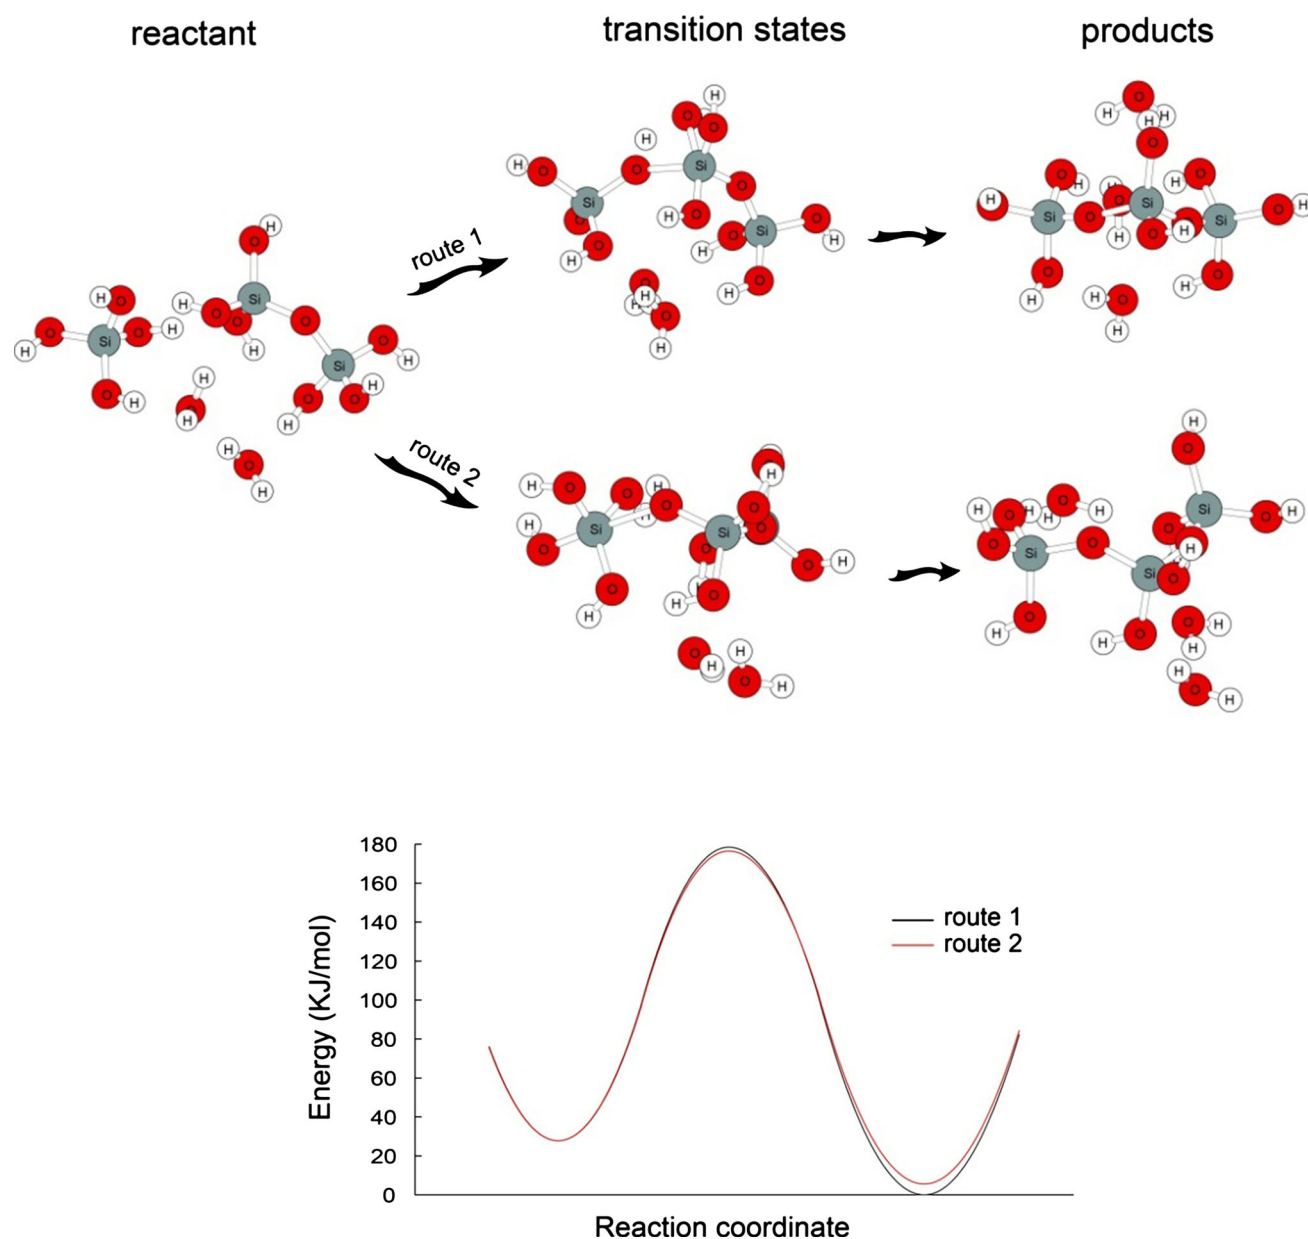 reactant
transition states
products
route 1
route 2
H
O
Si
180
160
140
120
100
80
60
40
20
0
Energy (KJ/mol)
route 1
route 2
Reaction coordinate